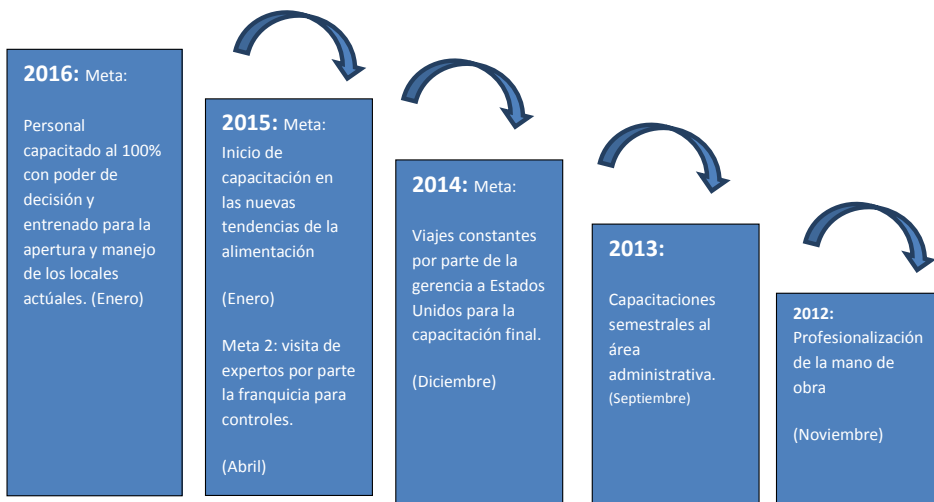 2016: Meta:
Personal
capacitado al 100%
con poder de
decisión y
entrenado para la
apertura y manejo
de los locales
actúales. (Enero)
2015: Meta:
Inicio de
capacitación en
las nuevas
tendencias de la
alimentación
(Enero)
Meta 2: visita de
expertos por parte
la franquicia para
controles.
(Abril)
2014: Meta:
Viajes constantes
por parte de la
gerencia a Estados
Unidos para la
capacitación final.
(Diciembre)
2013:
Capacitaciones
semestrales al
área
administrativa.
(Septiembre)
2012:
Profesionalización
de la mano de
obra
(Noviembre)